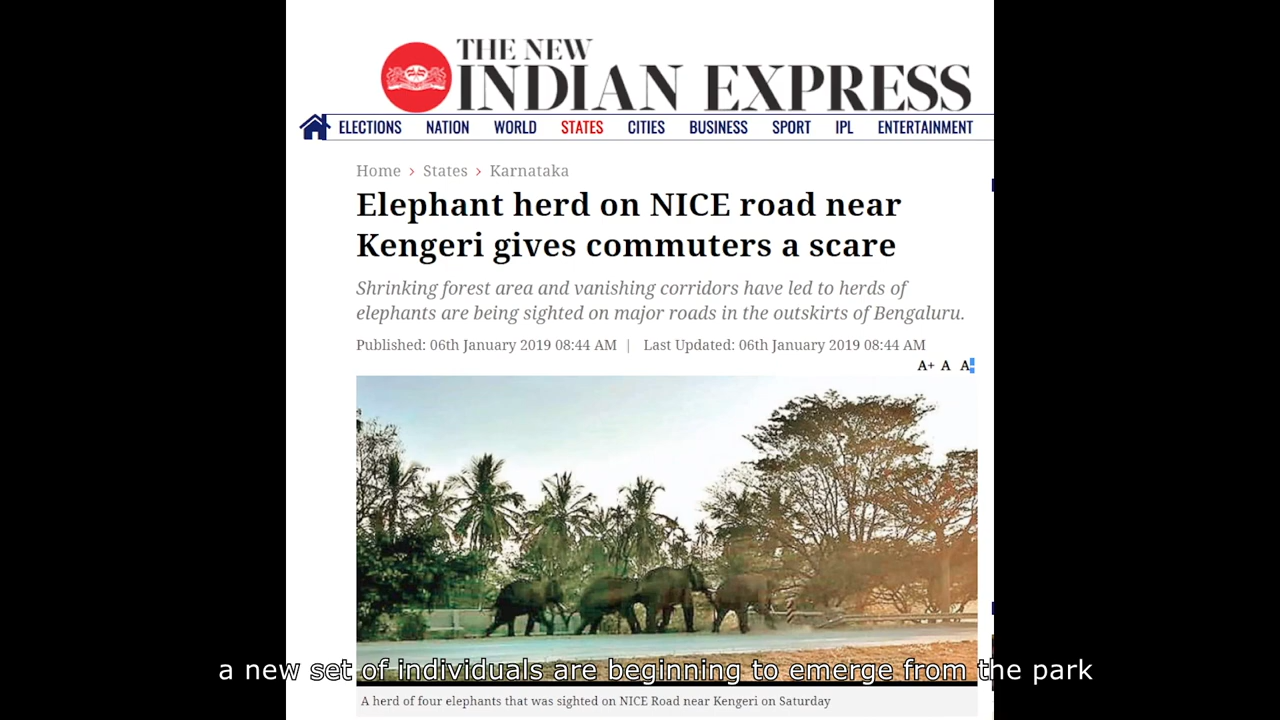 THE NEW
INDIAN EXPRESS
ELECTIONS NATION WORLD STATES CITIES BUSINESS SPORT IPL ENTERTAINMENT
Home > States > Karnataka
Elephant herd on NICE road near
Kengeri gives commuters a scare
Shrinking forest area and vanishing corridors have led to herds of
elephants are being sighted on major roads in the outskirts of Bengaluru.
Published: 06th January 2019 08:44 AM | Last Updated: 06th January 2019 08:44 AM
A+ A A
a new set of individuals are beginning to emerge from the park
A herd of four elephants that was sighted on NICE Road near Kengeri on Saturday